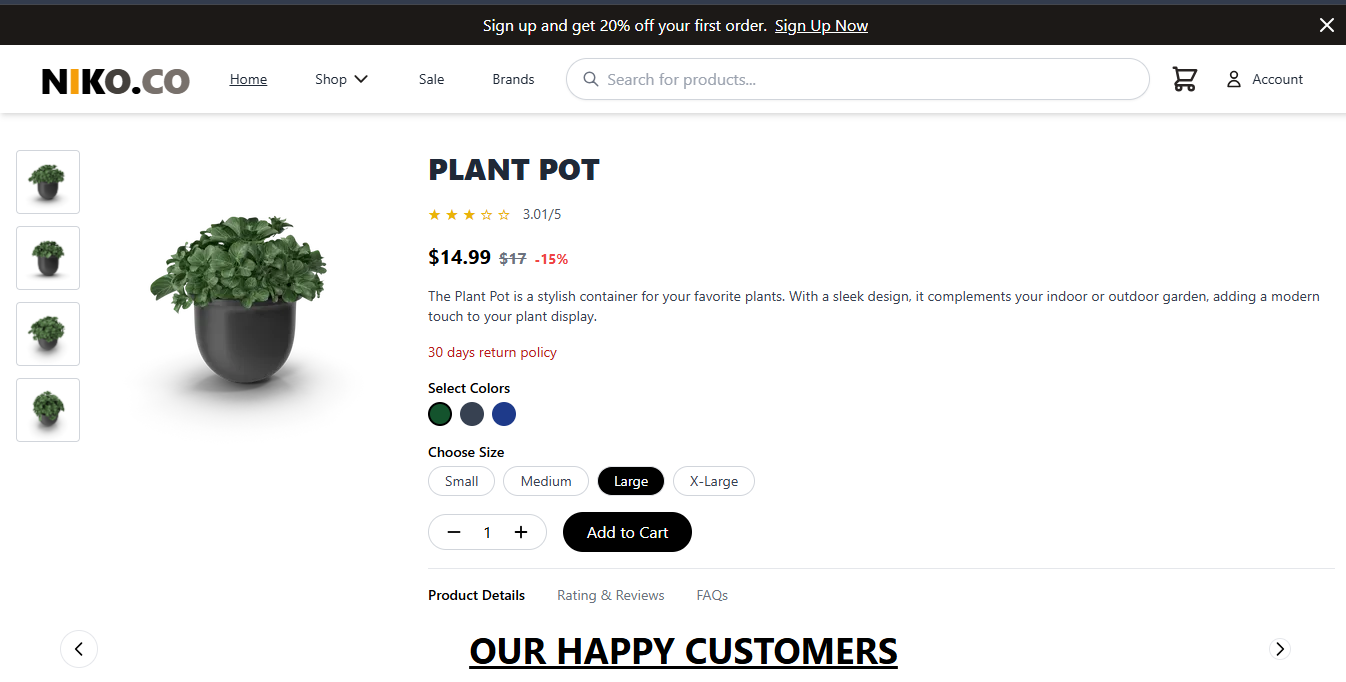 Sign up and get 20% off your first order. Sign Up Now
NIKO.CO Home Shop Sale Brands Search for products... Account
PLANT POT
3.01/5
$14.99 $17 -15%
The Plant Pot is a stylish container for your favorite plants. With a sleek design, it complements your indoor or outdoor garden, adding a modern
touch to your plant display.
30 days return policy
Select Colors
Choose Size
Small Medium Large X-Large
1 Add to Cart
Product Details Rating & Reviews FAQs
OUR HAPPY CUSTOMERS